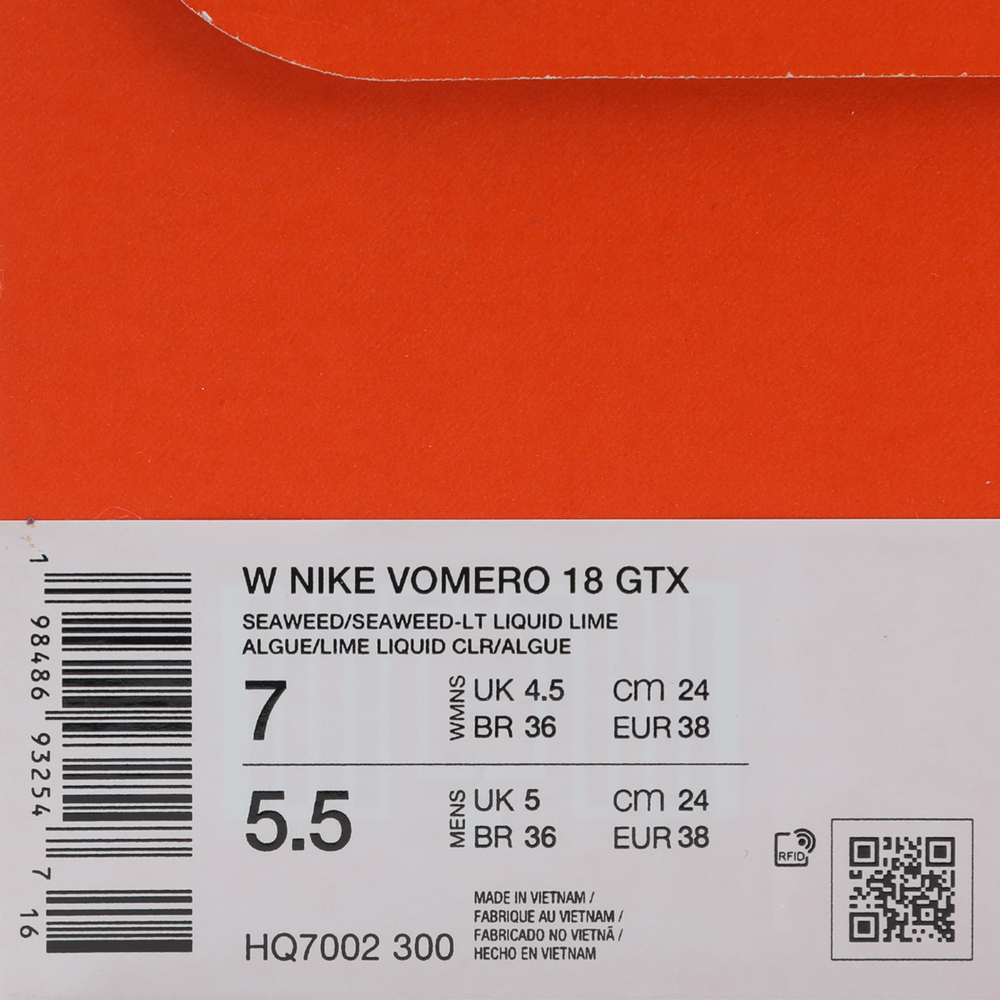 W NIKE VOMERO 18 GTX
SEAWEED/SEAWEED-LT LIQUID LIME
ALGUE/LIME LIQUID CLR/ALGUE
7
WMNS
UK 4.5 cm 24
BR 36 EUR 38
5.5
MENS
UK 5 cm 24
BR 36 EUR 38
HQ7002 300
MADE IN VIETNAM /
FABRIQUE AU VIETNAM /
FABRICADO NO VIETNÃ /
HECHO EN VIETNAM
RFID
1 98486 93254 7 16